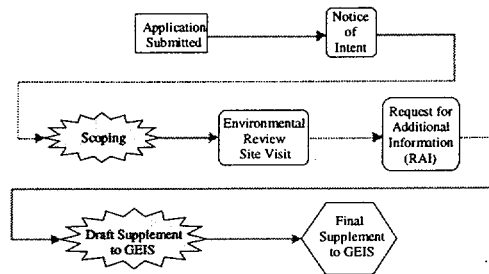 Application
Submitted
Notice
of
Intent
Scoping
Environmental
Review
Site Visit
Request for
Additional
Information
(RAI)
Draft Supplement
to GEIS
Final
Supplement
to GEIS